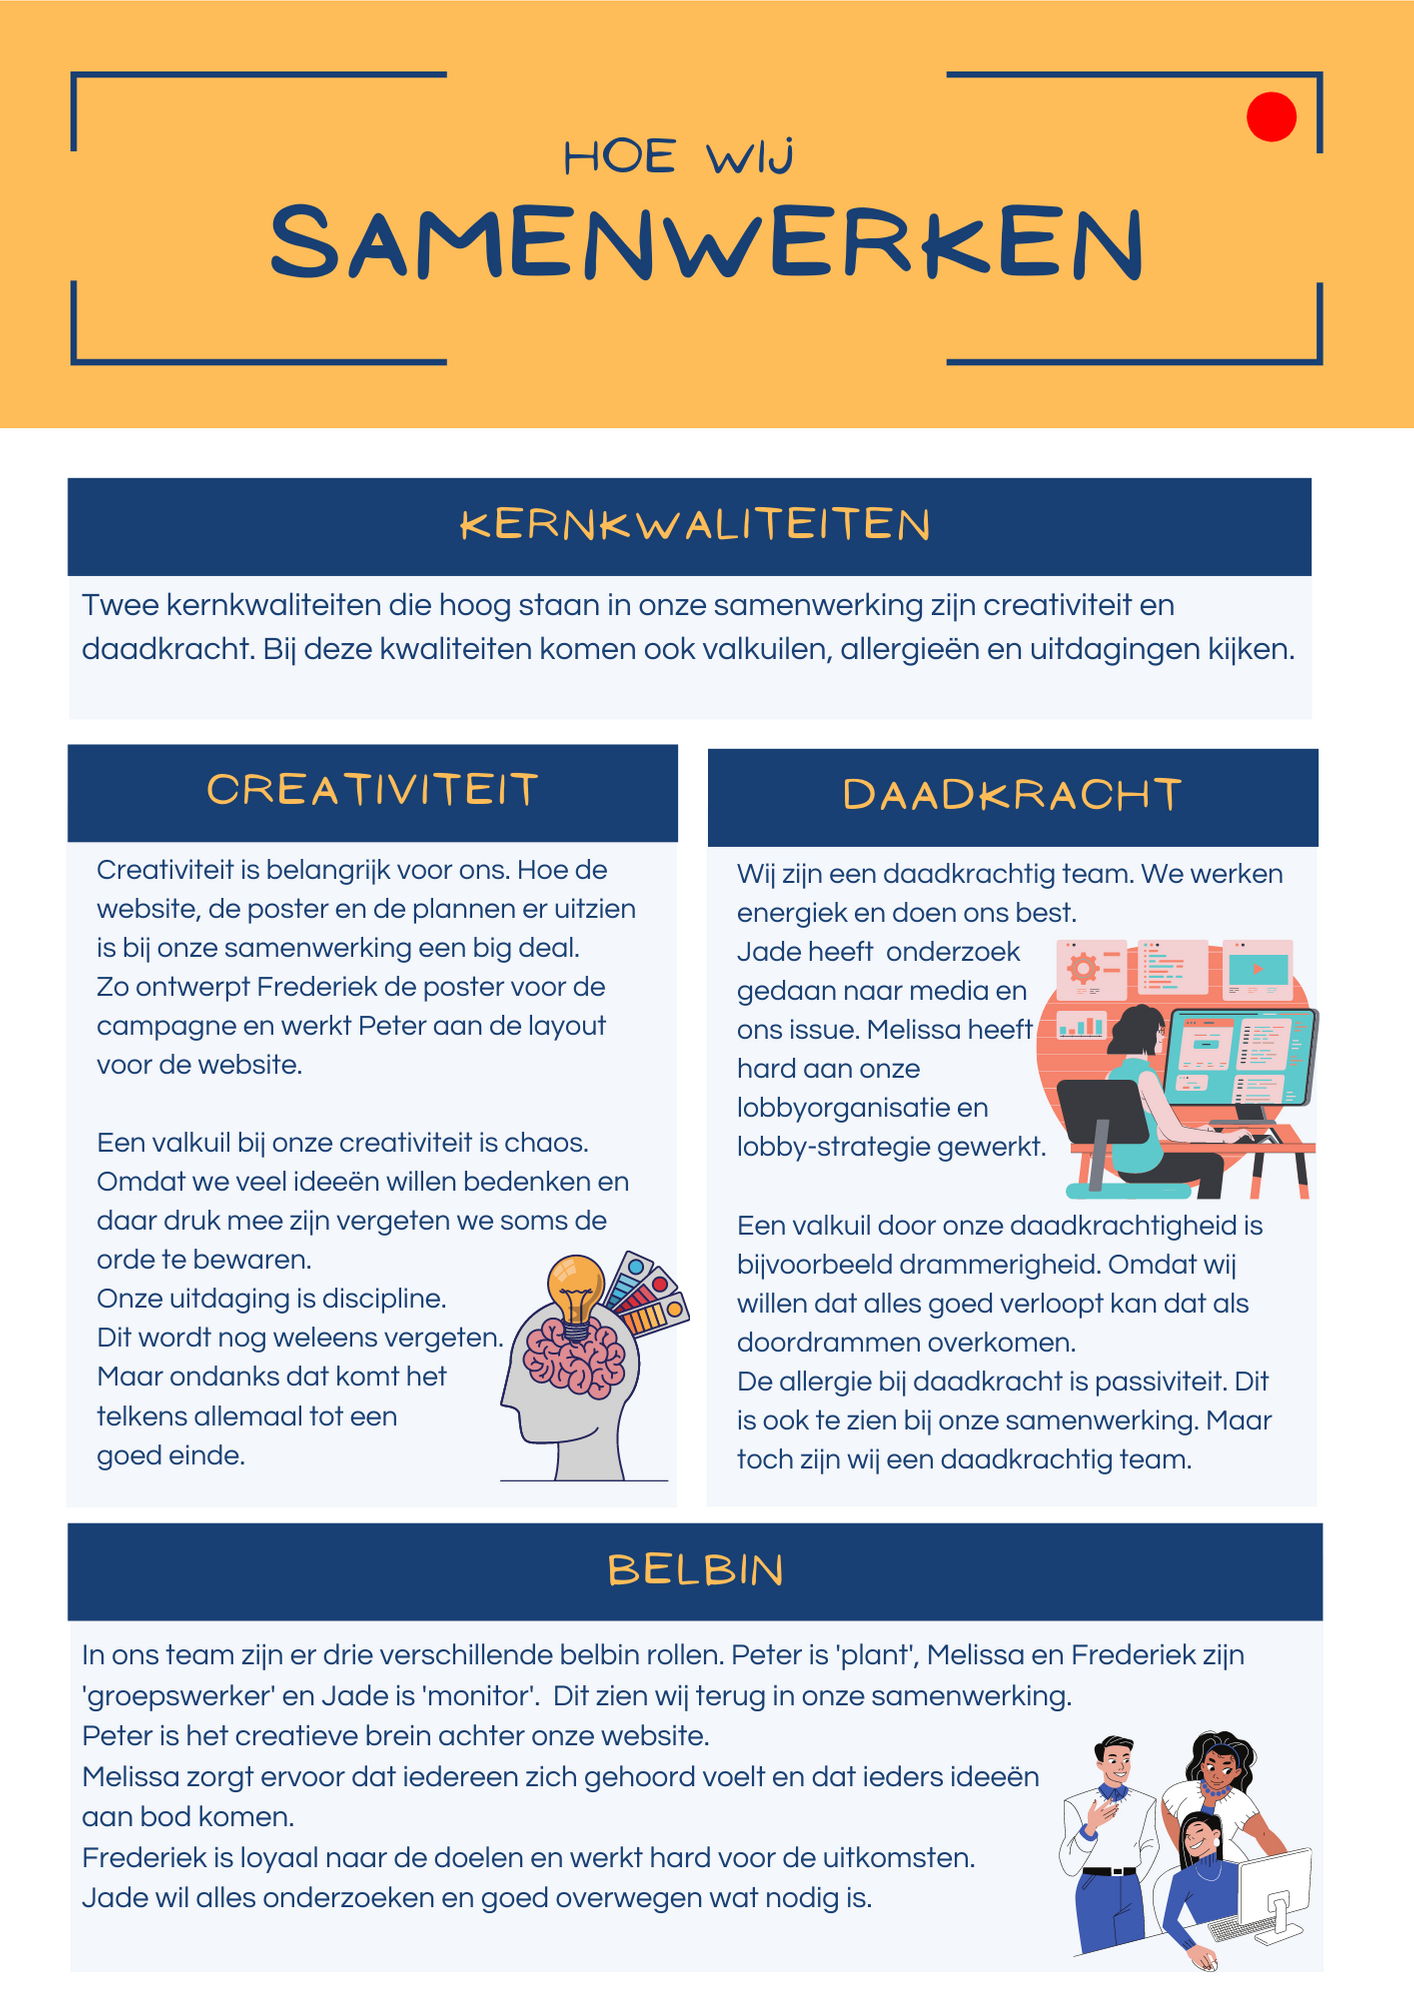 HOE WIJ
SAMENWERKEN
KERNKWALITEITEN
Twee kernkwaliteiten die hoog staan in onze samenwerking zijn creativiteit en
daadkracht. Bij deze kwaliteiten komen ook valkuilen, allergieën en uitdagingen kijken.
CREATIVITEIT
Creativiteit is belangrijk voor ons. Hoe de
website, de poster en de plannen er uitzien
is bij onze samenwerking een big deal.
Zo ontwerpt Frederiek de poster voor de
campagne en werkt Peter aan de layout
voor de website.
Een valkuil bij onze creativiteit is chaos.
Omdat we veel ideeën willen bedenken en
daar druk mee zijn vergeten we soms de
orde te bewaren.
Onze uitdaging is discipline.
Dit wordt nog weleens vergeten.
Maar ondanks dat komt het
telkens allemaal tot een
goed einde.
DAADKRACHT
Wij zijn een daadkrachtig team. We werken
energiek en doen ons best.
Jade heeft  onderzoek
gedaan naar media en
ons issue. Melissa heeft
hard aan onze
lobbyorganisatie en
lobby-strategie gewerkt.
Een valkuil door onze daadkrachtigheid is
bijvoorbeeld drammerigheid. Omdat wij
willen dat alles goed verloopt kan dat als
doordrammen overkomen.
De allergie bij daadkracht is passiviteit. Dit
is ook te zien bij onze samenwerking. Maar
toch zijn wij een daadkrachtig team.
BELBIN
In ons team zijn er drie verschillende belbin rollen. Peter is 'plant', Melissa en Frederiek zijn
'groepswerker' en Jade is 'monitor'.  Dit zien wij terug in onze samenwerking.
Peter is het creatieve brein achter onze website.
Melissa zorgt ervoor dat iedereen zich gehoord voelt en dat ieders ideeën
aan bod komen.
Frederiek is loyaal naar de doelen en werkt hard voor de uitkomsten.
Jade wil alles onderzoeken en goed overwegen wat nodig is.